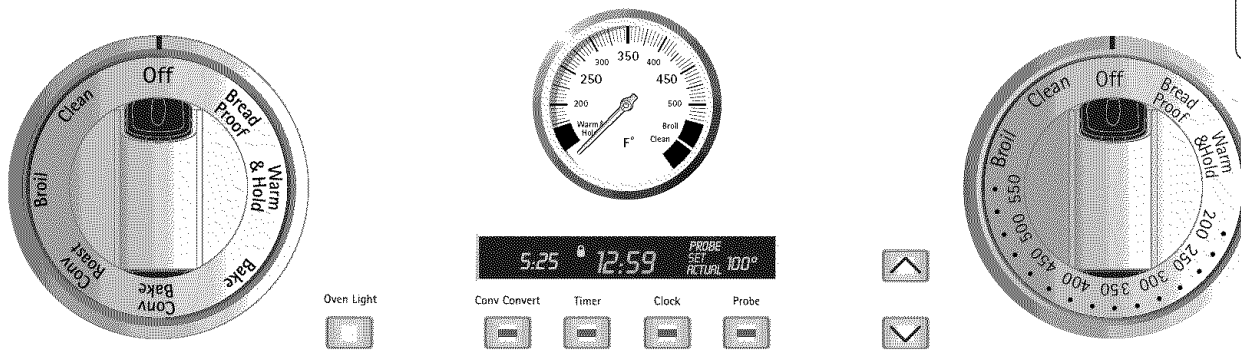 Off
Bread
Proof
Warm
& Hold
Bake
Conv
Bake
Conv
Roast
Broil
Clean
Oven Light
200
250
300
350
400
450
500
Warm &
Hold
Broil
Clean
F°
5:25 12:59
PROBE
SET
ACTUAL 100°
Conv Convert
Timer
Clock
Probe
Off
Bread
Proof
Warm
& Hold
200
250
300
350
400
450
500
550
Broil
Clean